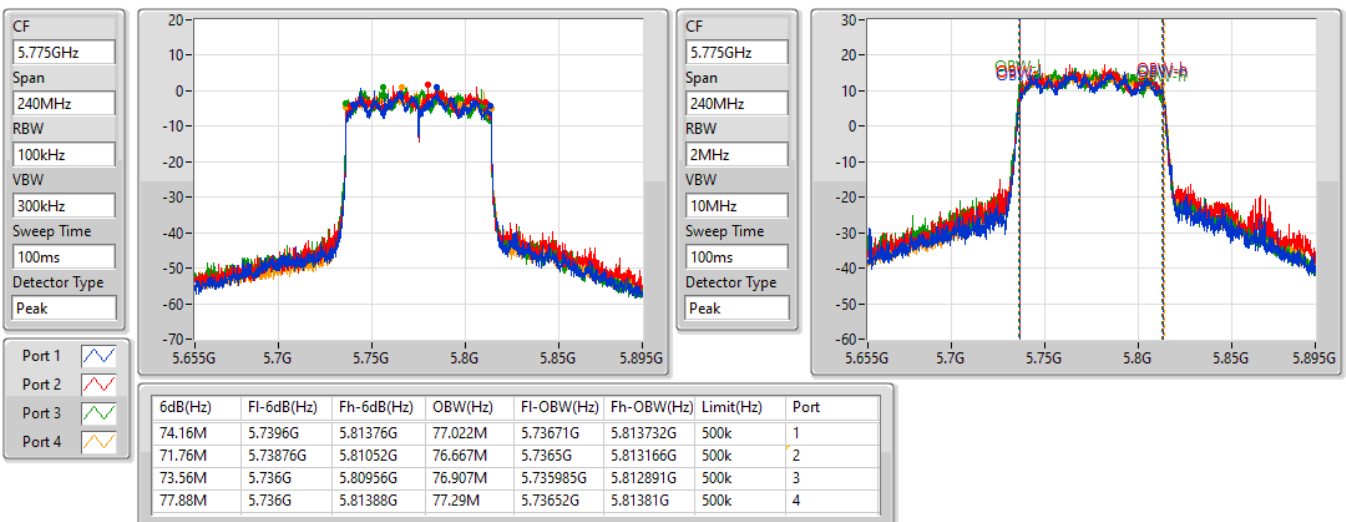 CF
5.775GHz
Span
240MHz
RBW
100kHz
VBW
300kHz
Sweep Time
100ms
Detector Type
Peak
20
10
0
-10
-20
-30
-40
-50
-60
-70
5.655G 5.7G 5.75G 5.8G 5.85G 5.895G
CF
5.775GHz
Span
240MHz
RBW
2MHz
VBW
10MHz
Sweep Time
100ms
Detector Type
Peak
30
20
10
0
-10
-20
-30
-40
-50
-60
OBW-l OBW-h
5.655G 5.7G 5.75G 5.8G 5.85G 5.895G
Port 1
Port 2
Port 3
Port 4
6dB(Hz) Fl-6dB(Hz) Fh-6dB(Hz) OBW(Hz) Fl-OBW(Hz) Fh-OBW(Hz) Limit(Hz) Port
74.16M 5.7396G 5.81376G 77.022M 5.73671G 5.813732G 500k 1
71.76M 5.73876G 5.81052G 76.667M 5.7365G 5.813166G 500k 2
73.56M 5.736G 5.80956G 76.907M 5.735985G 5.812891G 500k 3
77.88M 5.736G 5.81388G 77.29M 5.73652G 5.81381G 500k 4